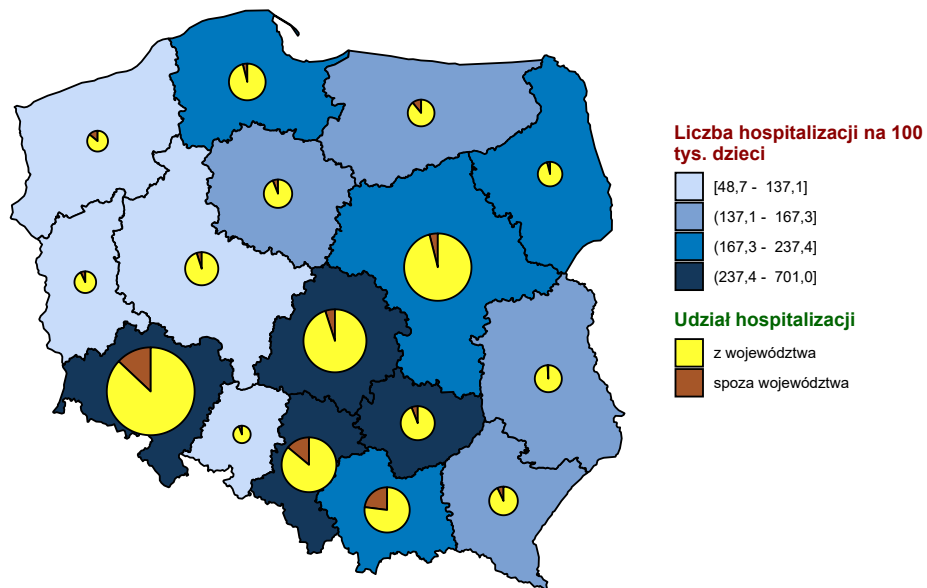 Liczba hospitalizacji na 100
tys. dzieci
[48,7 - 137,1]
(137,1 - 167,3]
(167,3 - 237,4]
(237,4 - 701,0]
Udział hospitalizacji
z województwa
spoza województwa